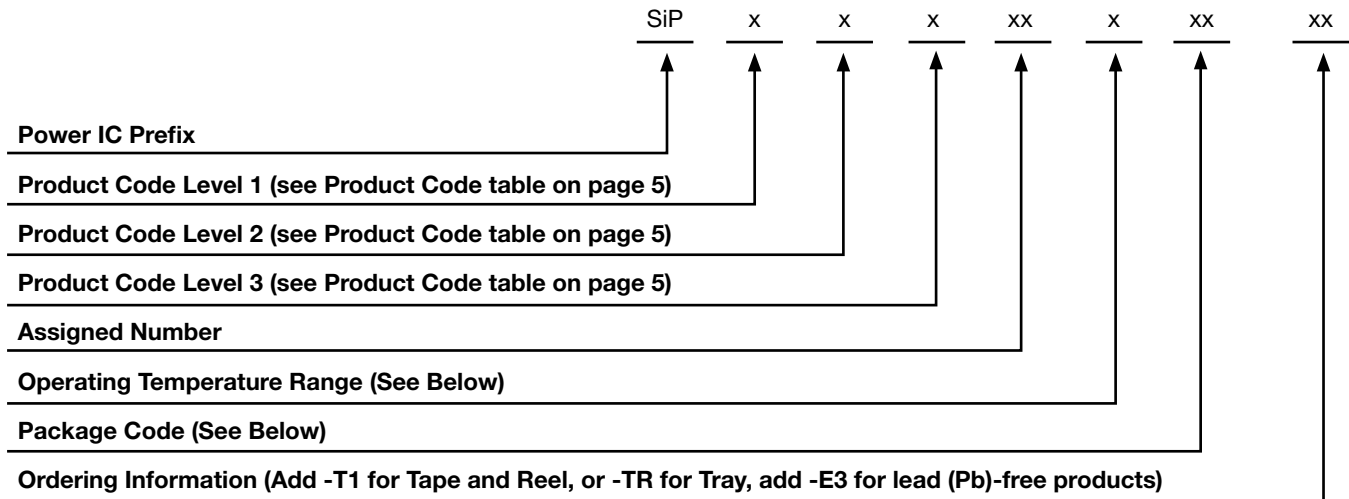 SiP x x x xx x xx xx
Power IC Prefix
Product Code Level 1 (see Product Code table on page 5)
Product Code Level 2 (see Product Code table on page 5)
Product Code Level 3 (see Product Code table on page 5)
Assigned Number
Operating Temperature Range (See Below)
Package Code (See Below)
Ordering Information (Add -T1 for Tape and Reel, or -TR for Tray, add -E3 for lead (Pb)-free products)